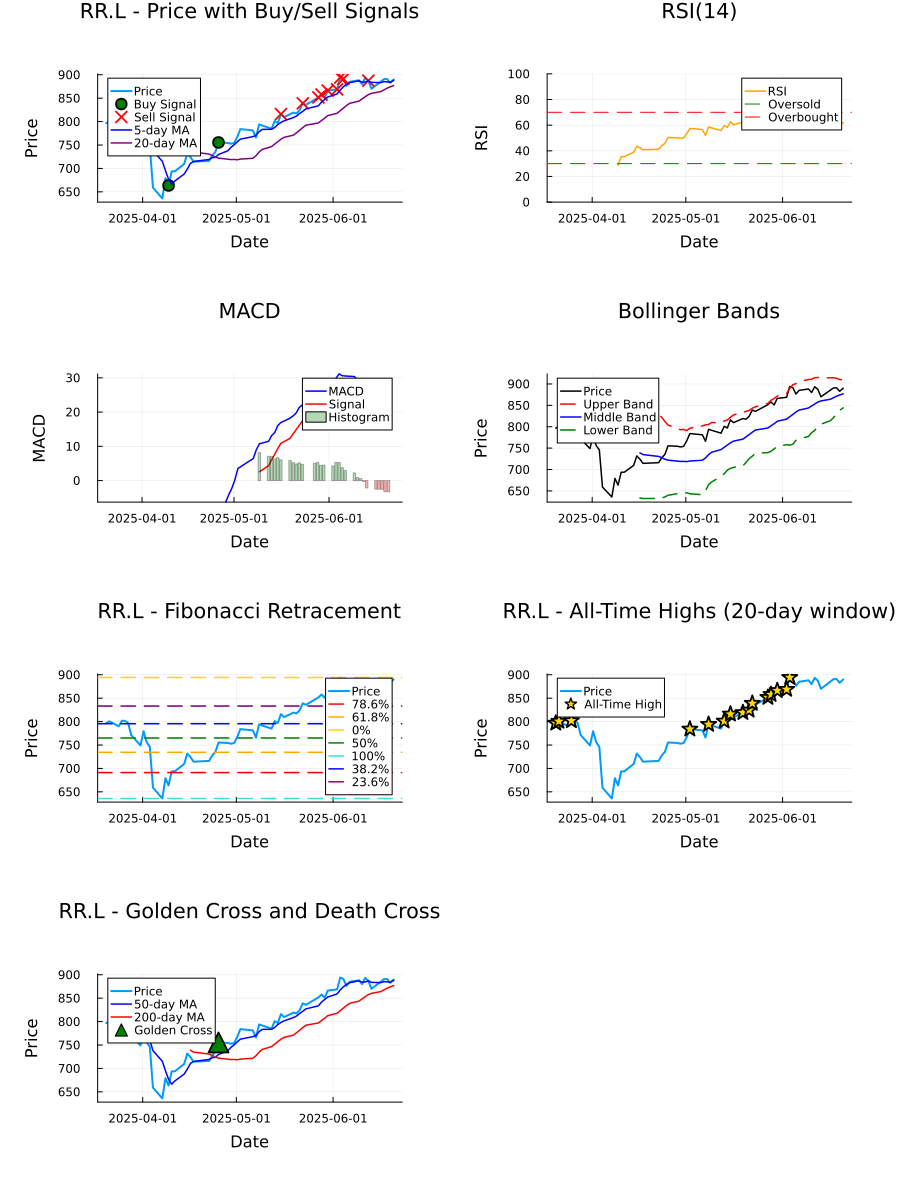 RR.L - Price with Buy/Sell Signals
900
850
800
750
700
650
Price
Price
Buy Signal
Sell Signal
5-day MA
20-day MA
2025-04-01
2025-05-01
2025-06-01
Date
RSI(14)
100
80
60
40
20
0
RSI
RSI
Oversold
Overbought
2025-04-01
2025-05-01
2025-06-01
Date
MACD
30
20
10
0
MACD
MACD
Signal
Histogram
2025-04-01
2025-05-01
2025-06-01
Date
Bollinger Bands
900
850
800
750
700
650
Price
Price
Upper Band
Middle Band
Lower Band
2025-04-01
2025-05-01
2025-06-01
Date
RR.L - Fibonacci Retracement
900
850
800
750
700
650
Price
Price
78.6%
61.8%
0%
50%
100%
38.2%
23.6%
2025-04-01
2025-05-01
2025-06-01
Date
RR.L - All-Time Highs (20-day window)
900
850
800
750
700
650
Price
Price
All-Time High
2025-04-01
2025-05-01
2025-06-01
Date
RR.L - Golden Cross and Death Cross
900
850
800
750
700
650
Price
Price
50-day MA
200-day MA
Golden Cross
2025-04-01
2025-05-01
2025-06-01
Date